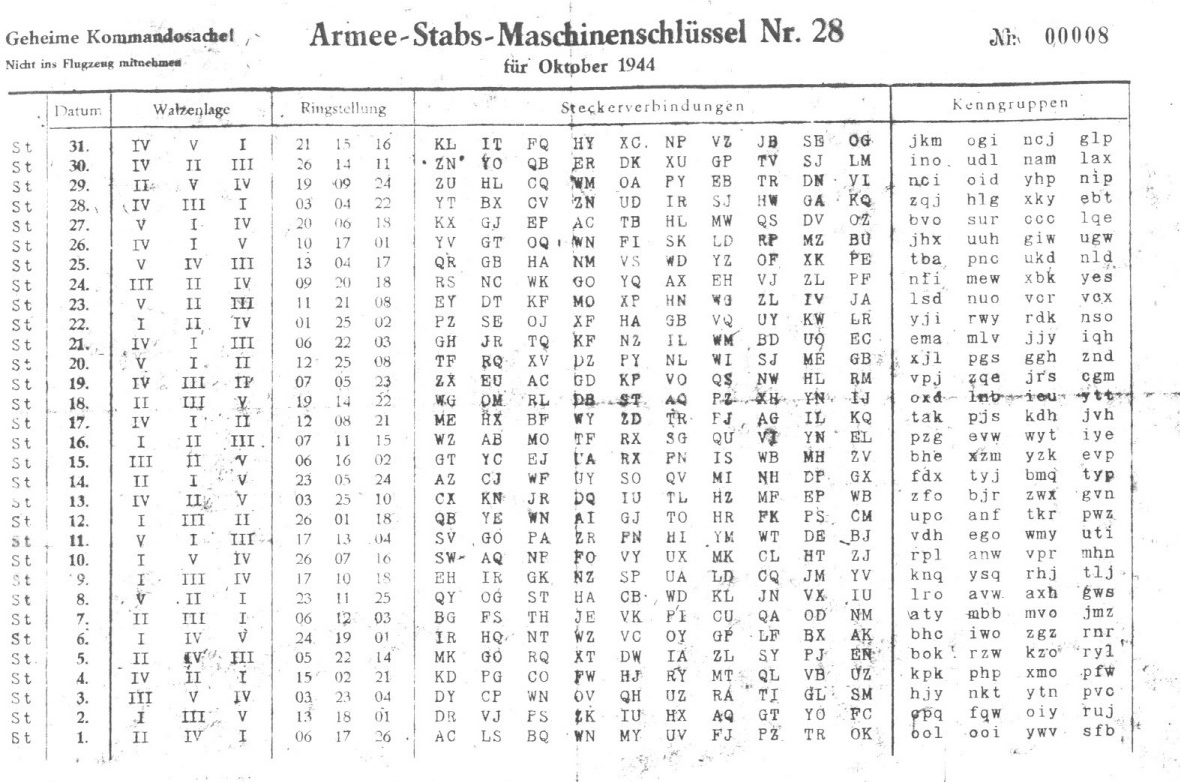 Geheime Kommandosache! Armee-Stabs-Maschinenschlüssel Nr. 28 Nr. 00008
Nicht ins Flugzeug mitnehmen für Oktober 1944
Datum Walzenlage Ringstellung Steckerverbindungen Kenngruppen
St 31. IV V I 21 15 16 KL IT FQ HY XC NP VZ JB SE OG jkm ogi ncj glp
St 30. IV II III 26 14 11 ZN YO QB ER DK XU GP TV SJ LM ino udl nam lax
St 29. II V IV 19 09 24 ZU HL CQ WM OA PY EB TR DN VI nci oid yhp nip
St 28. IV III I 03 04 22 YT BX CV ZN UD IR SJ HW GA KQ zqj hlg xky ebt
St 27. V I IV 20 06 18 KX GJ EP AC TB HL MW QS DV OZ bvo sur ccc lqe
St 26. IV I V 10 17 01 YV GT OQ WN FI SK LD RP MZ BU jhx uuh giw ugw
St 25. V IV III 13 04 17 QR GB HA NM VS WD YZ OF XK PE tba pnc ukd nld
St 24. III II IV 09 20 18 RS NC WK GO YQ AX EH VJ ZL PF nfi mew xbk yes
St 23. V II III 11 21 08 EY DT KF MO XP HN WG ZL IV JA lsd nuo vcr vcx
St 22. I II IV 01 25 02 PZ SE OJ XF HA GB VQ UY KW LR yji rwy rdk nso
St 21. IV I III 06 22 03 GH JR TQ KF NZ IL WM BD UO EC ema mlv jjy iqh
St 20. V I II 12 25 08 TF RQ XV DZ PY NL WI SJ ME GB xjl pgs ggh znd
St 19. IV III II 07 05 23 ZX EU AC GD KP VO QS NW HL RM vpj zqe jrs cgm
St 18. II III V 19 14 22 WG OM RL DB ST AQ PZ XH YN IJ oxd lnb iou ytt
St 17. IV I II 12 08 21 ME HX BF WY ZD TR FJ AG IL KQ tak pjs kdh jvh
St 16. I II III 07 11 15 WZ AB MO TF RX SG QU VI YN EL pzg evw wyt iye
St 15. III II V 06 16 02 GT YC EJ UA RX PN IS WB MH ZV bhe xzm yzk evp
St 14. II I V 23 05 24 AZ CJ WF UY SO QV MI NH DP GX fdx tyj bmq typ
St 13. IV II V 03 25 10 CX KN JR DQ IU TL HZ MF EP WB zfo bjr zwx gvn
St 12. I III II 26 01 18 QB YE WN AI GJ TO HR FK PS CM upc anf tkr pwz
St 11. V I III 17 13 04 SV GO PA ZR FN HI YM WT DE BJ vdh ego wmy uti
St 10. I V IV 26 07 16 SW AQ NP FO VY UX MK CL HT ZJ rpl anw vpr mhn
St 9. I III IV 17 10 18 EH IR GK NZ SP UA LD CQ JM YV knq ysq rhj tlj
St 8. V II I 23 11 25 QY OG ST HA CB WD KL JN VX IU lro avw axh gws
St 7. II III I 06 12 03 BG FS TH JE VK PI CU QA OD NM aty mbb mvo jmz
St 6. I IV V 24 19 01 IR HQ NT WZ VC OY GP LF BX AK bhc iwo zgz rnr
St 5. II IV III 05 22 14 MK GO RQ XT DW IA ZL SY PJ EN bok rzw kzo ryl
St 4. IV II I 15 02 21 KD PG CO FW HJ RY MT QL VB UZ kpk php xmo pfw
St 3. III V IV 03 23 04 DY CP WN OV QH UZ RA TI GL SM hjy nkt ytn pvc
St 2. I III V 13 18 01 DR VJ PS ZK IU HX AQ GT YO FC opq fqw oiy ruj
St 1. II IV I 06 17 26 AC LS BQ WN MY UV FJ PZ TR OK ool ooi ywv sfb